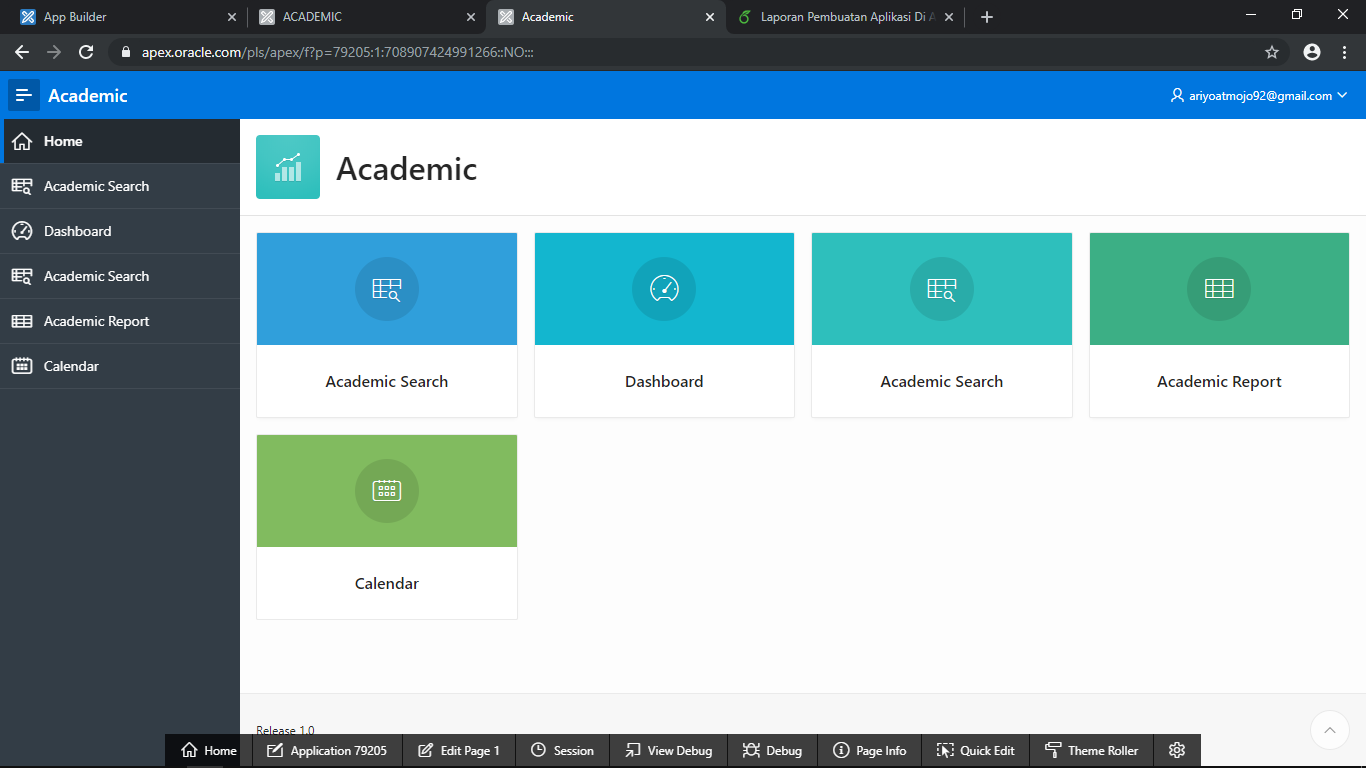 App Builder
ACADEMIC
Academic
Laporan Pembuatan Aplikasi Di A
apex.oracle.com/pls/apex/f?p=79205:1:708907424991266::NO:::
Academic
ariyoatmojo92@gmail.com
Home
Academic Search
Dashboard
Academic Search
Academic Report
Calendar
Academic
Academic Search
Dashboard
Academic Search
Academic Report
Calendar
Release 1.0
Home
Application 79205
Edit Page 1
Session
View Debug
Debug
Page Info
Quick Edit
Theme Roller